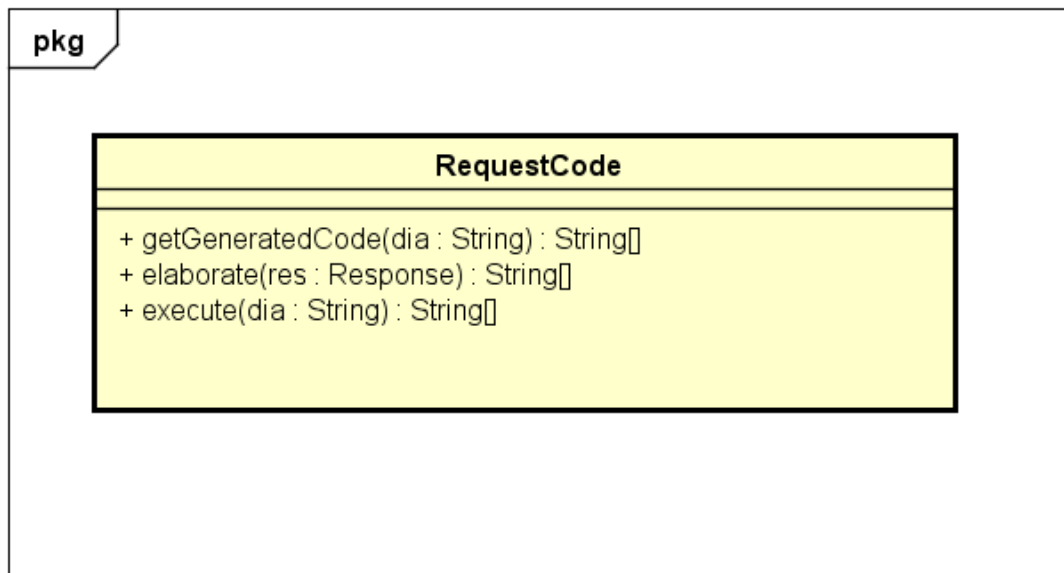 pkg
RequestCode
+ getGeneratedCode(dia : String) : String[]
+ elaborate(res : Response) : String[]
+ execute(dia : String) : String[]